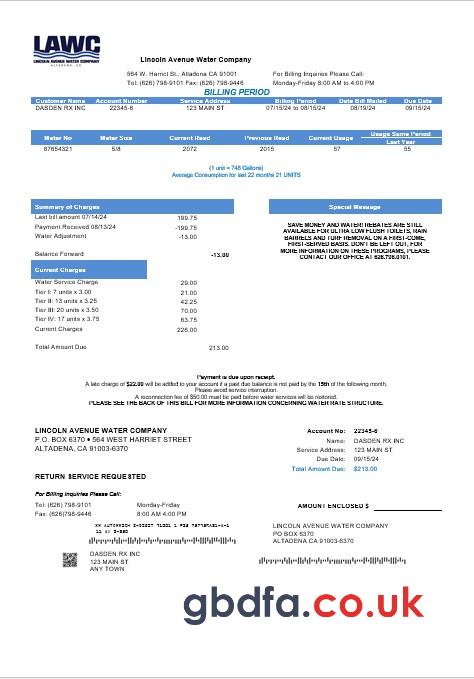 LAWC
LINCOLN AVENUE WATER COMPANY
Lincoln Avenue Water Company
564 W. Harriet St.. Altadona CA 91001 For Billing Inquiries Please Call:
Tol: (626) 798-9101 Fax: (626)798-9446 Monday-Friday 8:00 AM to 4:00 PM
BILLING PERIOD
Customer Name Account Number Service Address Billing Period Date Bill Mailed Due Date
DASDEN RX INC 22345-6 123 MAIN ST 07/15/24 to 08/15/24 08/19/24 09/15/24
Usage Same Period
Meter No Meter Size Current Read Previous Read Current Usage Last Year
87654321 5/8 2072 2015 57 55
(1 unit = 748 Gallons)
Average Consumption for last 22 months 21 UNITS
Summary of Charges Special Message
Last bill amount 07/14/24 199.75
Payment Received 08/13/24 -199.75
Water Adjustment -13.00
Balance Forward -13.00
SAVE MONEY AND WATER! REBATES ARE STILL
AVAILABLE FOR ULTRA LOW FLUSH TOILETS, RAIN
BARRELS AND TURF REMOVAL ON A FIRST-COME,
FIRST-SERVED BASIS. DON'T BE LEFT OUT, FOR
MORE INFORMATION ON THESE PROGRAMS, PLEASE
CONTACT OUR OFFICE AT 626.798.9101.
Current Charges
Water Service Charge 29.00
Tier I: 7 units x 3.00 21.00
Tier II: 13 units x 3.25 42.25
Tier III: 20 units x 3.50 70.00
Tier IV: 17 units x 3.75 63.75
Current Charges 226.00
Total Amount Due 213.00
Payment is due upon receipt.
A late charge of $22.00 will be added to your account if a past due balance is not paid by the 15th of the following month.
Please avoid service interruption.
A reconnection fee of $50.00 must be paid before water services will be restored.
PLEASE SEE THE BACK OF THIS BILL FOR MORE INFORMATION CONCERNING WATER RATE STRUCTURE.
LINCOLN AVENUE WATER COMPANY
P.O. BOX 6370 • 564 WEST HARRIET STREET
ALTADENA, CA 91003-6370
Account No: 22345-6
Name: DASDEN RX INC
Service: 123 MAIN ST
Due Date: 09/15/24
Total Amount Due: $213.00
RETURN SERVICE REQUESTED
For Billing Inquiries Please Call:
Tel: (626) 798-9101 Monday-Friday
Fax: (626)798-9446 8:00 AM 4:00 PM
AMOUNT ENCLOSED $
LINCOLN AVENUE WATER COMPANY
PO BOX 6370
ALTADENA CA 91003-6370
DASDEN RX INC
123 MAIN ST
ANY TOWN
gbdfa.co.uk